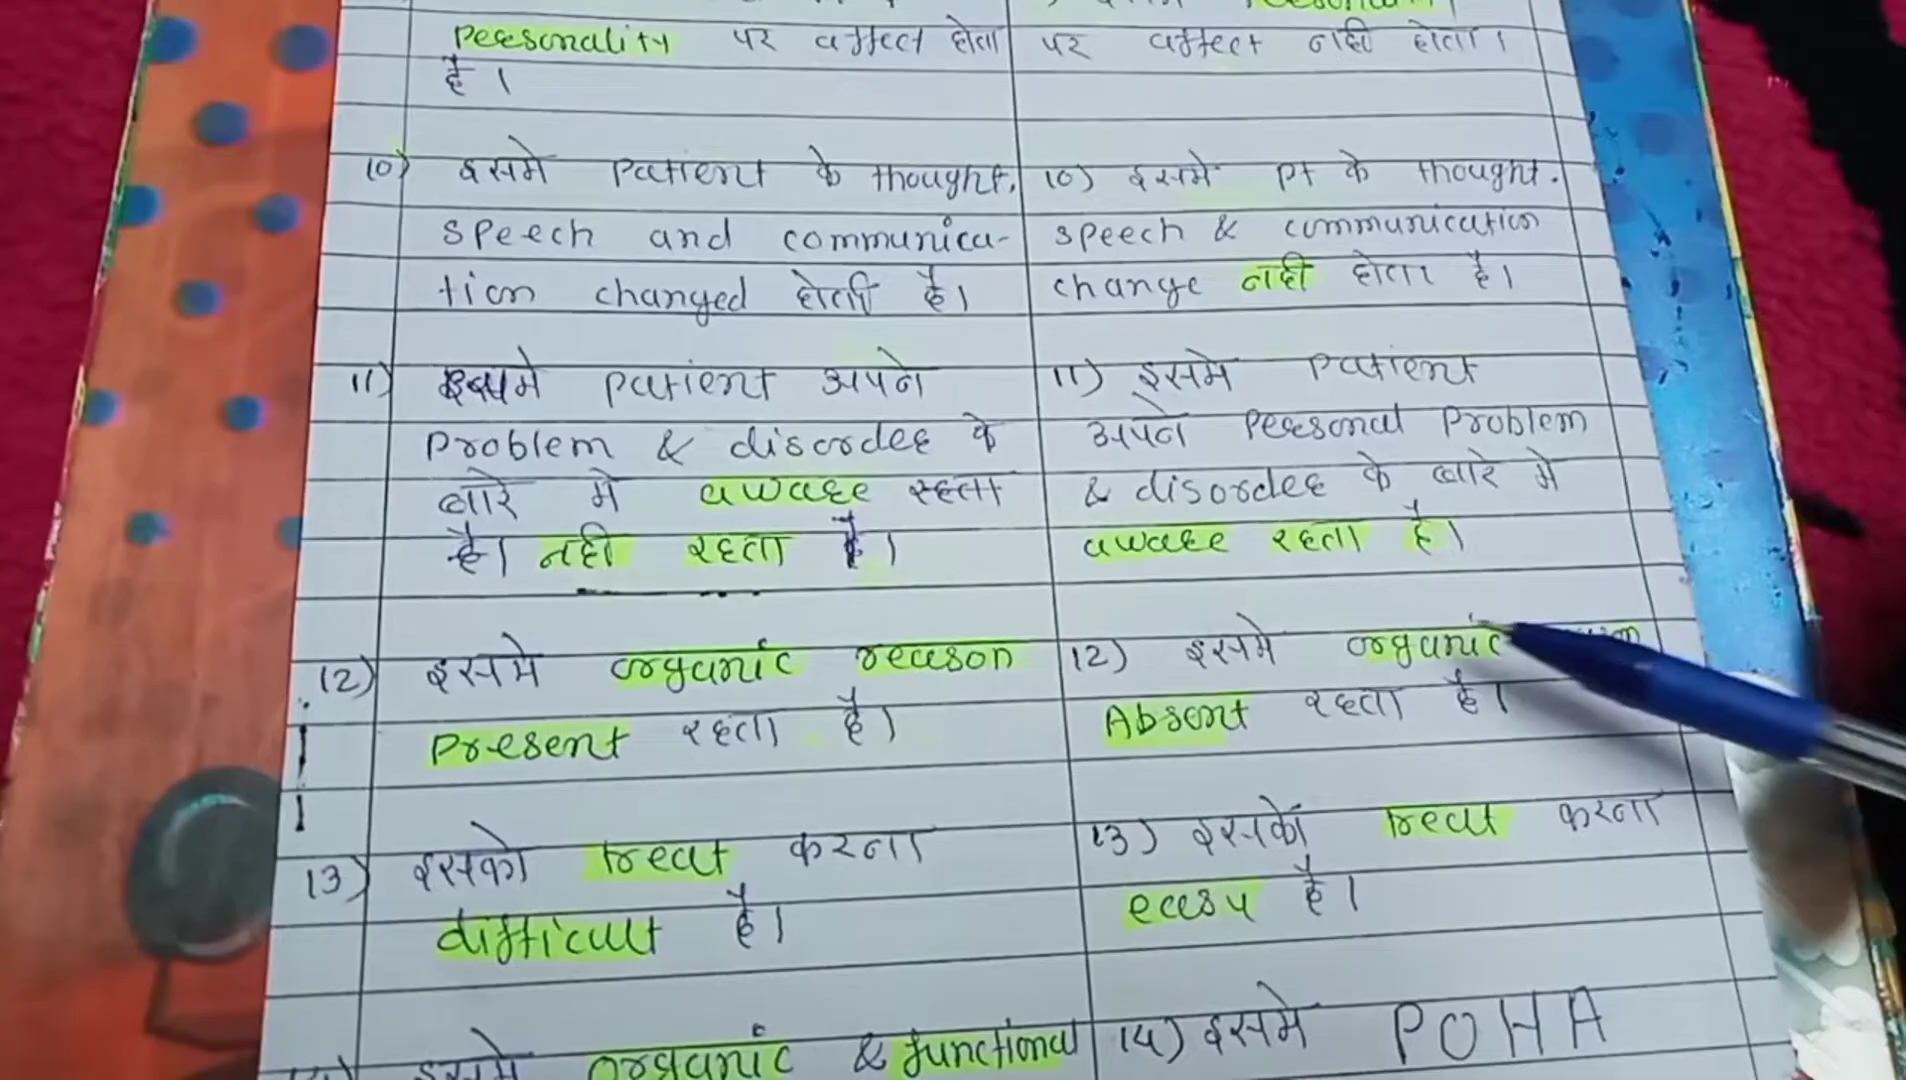 Personality पर affect होता
है।
पर affect नही होता।
10) इसमे Patient के thought,
speech and communica-
tion changed होती है।
10) इसमे Pt के thought.
speech & communication
change नही होता है।
11) इसमे Patient अपने
Problem & disorder के
बारे मे aware रहता
है। नही रहता है।
11) इसमे Patient
अपने Personal Problem
& disorder के बारे मे
aware रहता है।
12) इसमे organic reason
Present रहता है।
12) इसमे organic
Absent रहता है।
13) इसको treat करना
difficult है।
13) इसको treat करना
easy है।
इसमे organic & functional
14) इसमे POHA